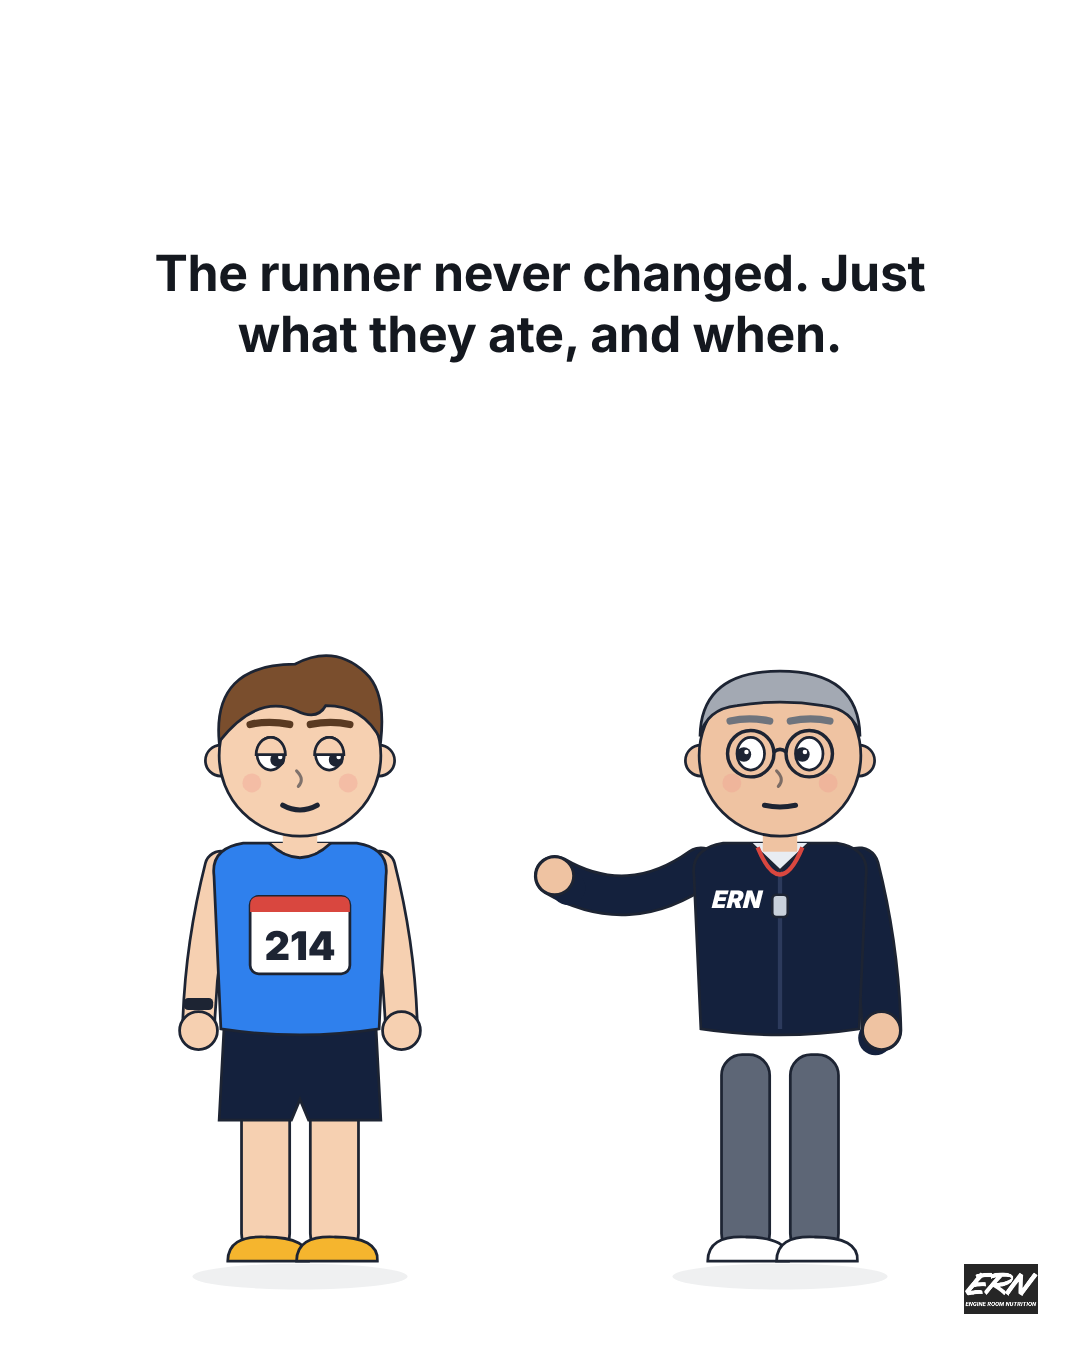 The runner never changed. Just
what they ate, and when.
ERN
214
ERN
ENGINE ROOM NUTRITION